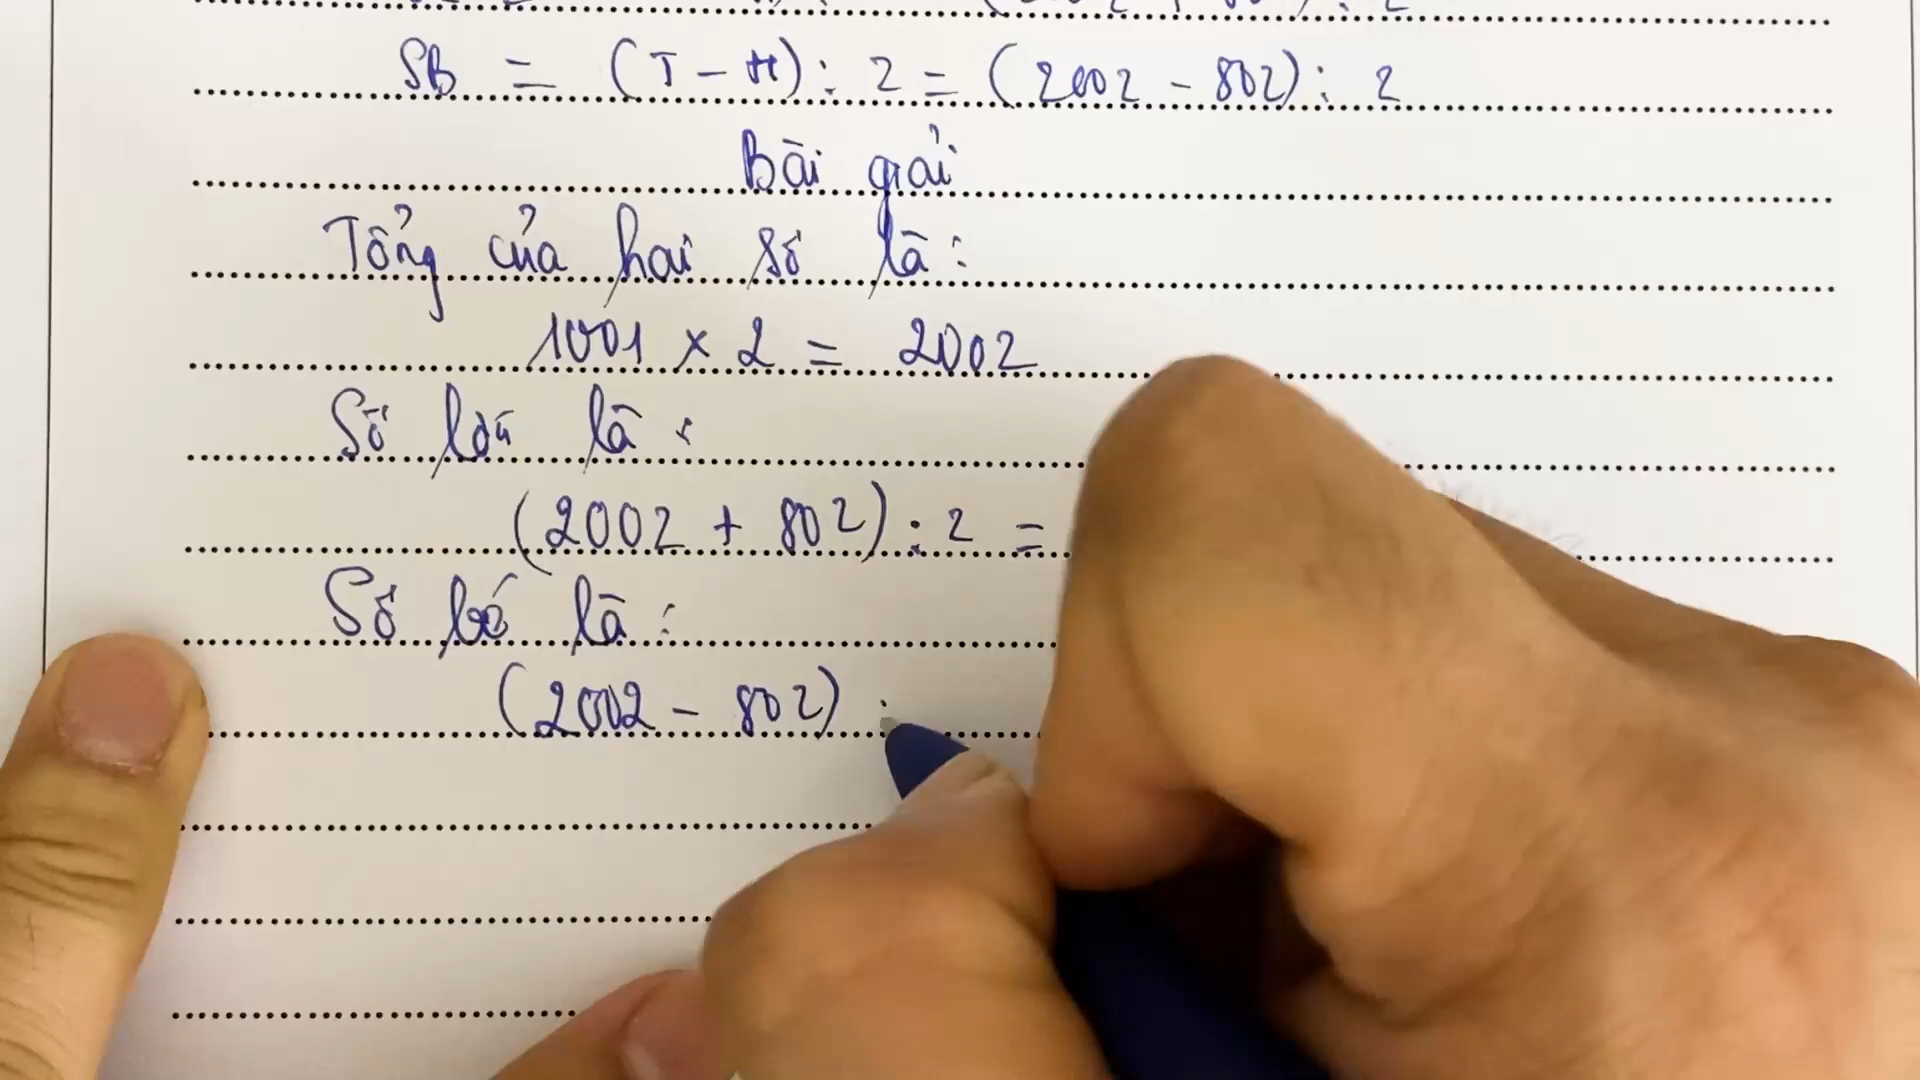 SB = (T - H) : 2 = (2002 - 802) : 2
Bài giải
Tổng của hai số là :
1001 × 2 = 2002
Số lớn là :
(2002 + 802) : 2 =
Số bé là :
(2002 - 802) :